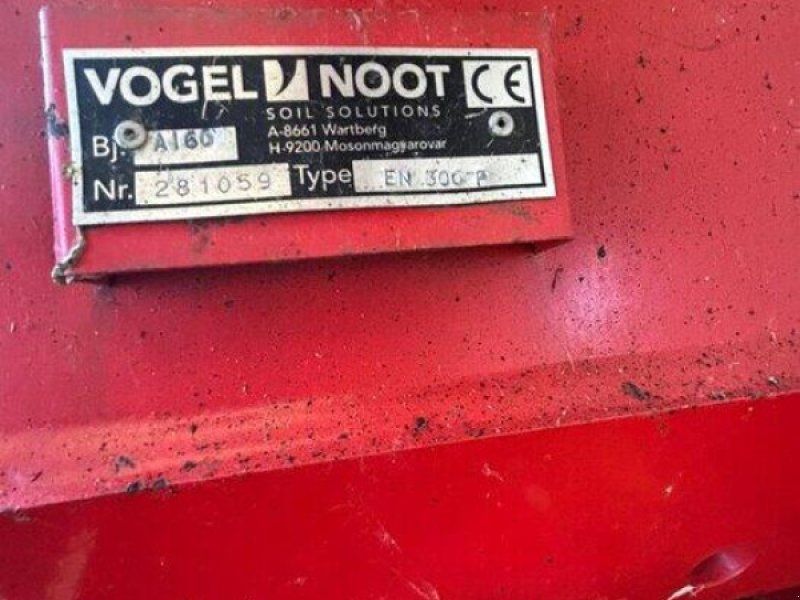 VOGEL NOOT CE
SOIL SOLUTIONS
A-8661 Wartberg
H-9200 Mosonmagyarovar
Bj. A160
Nr. 281059 Type EN 300 P